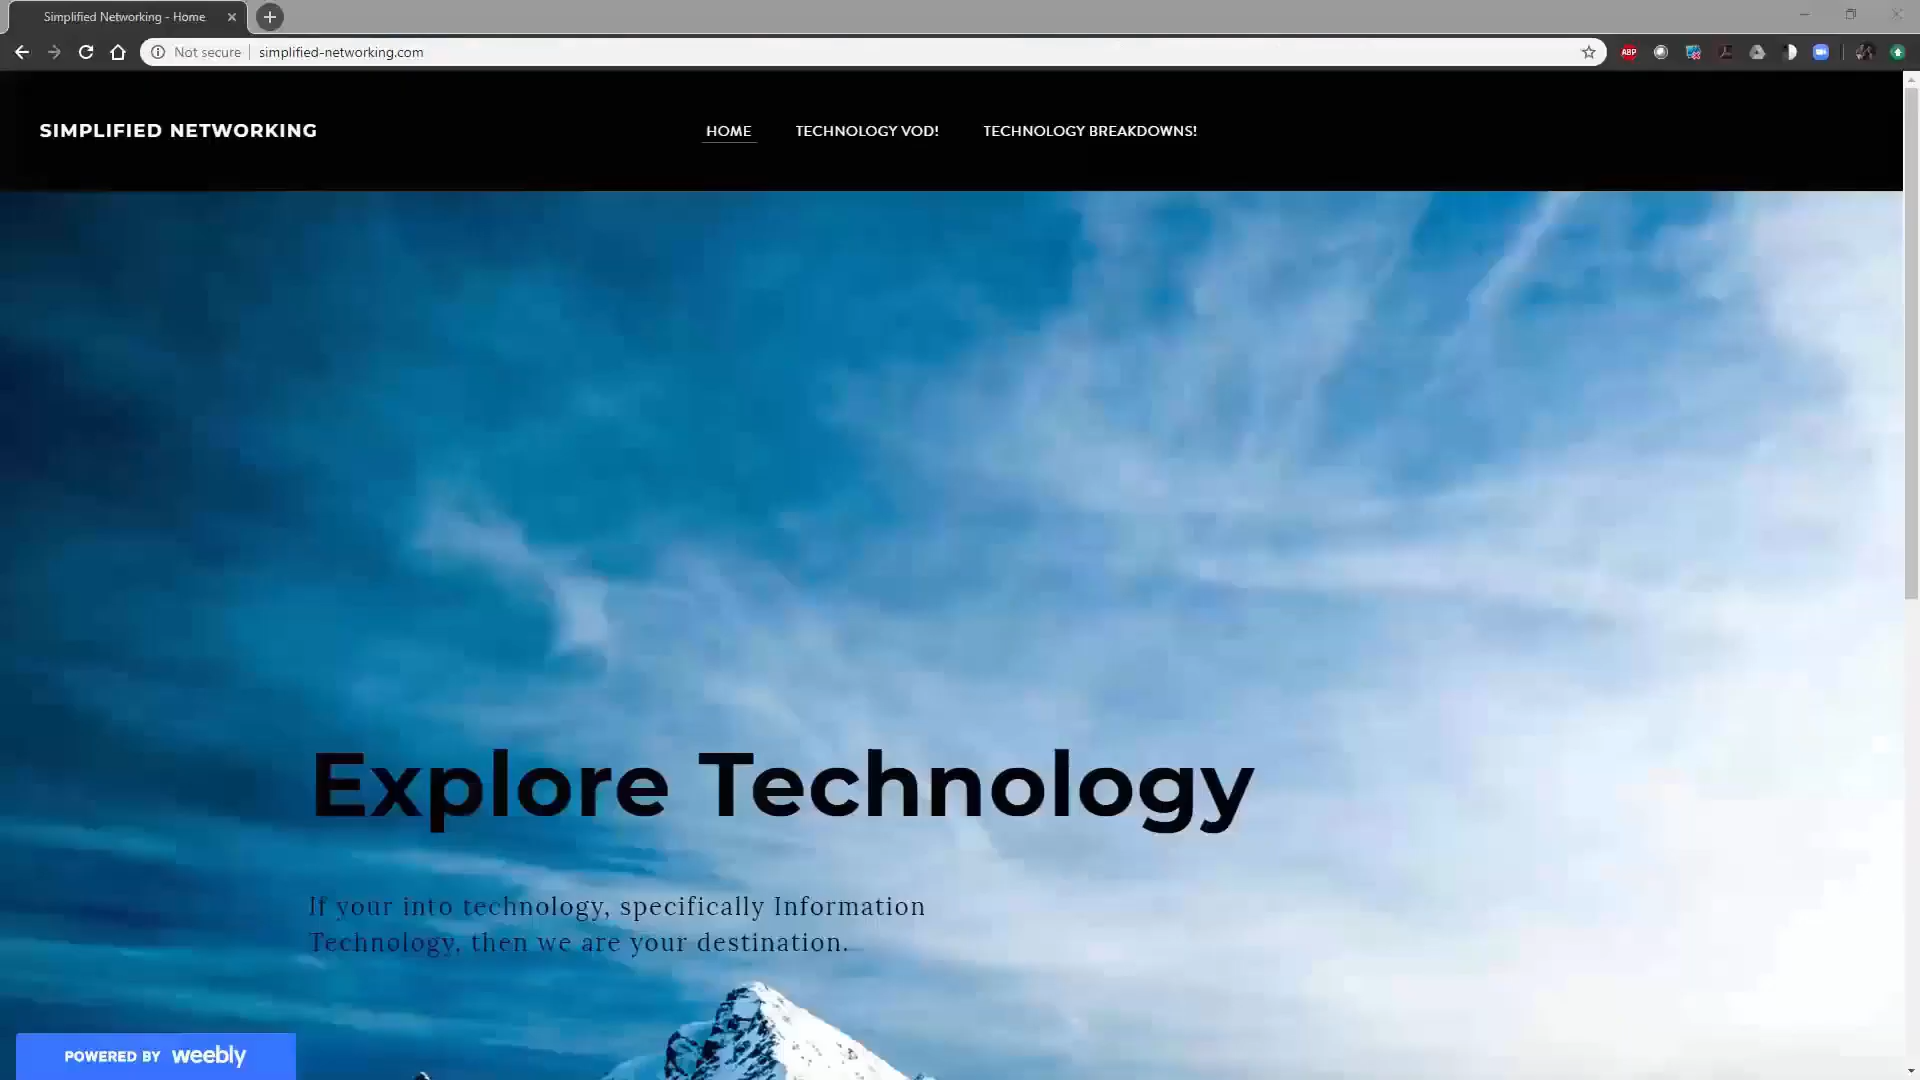 Simplified Networking - Home
Not secure
simplified-networking.com
ABP
SIMPLIFIED NETWORKING
HOME
TECHNOLOGY VOD!
TECHNOLOGY BREAKDOWNS!
Explore Technology
If your into technology, specifically Information
Technology, then we are your destination.
POWERED BY weebly